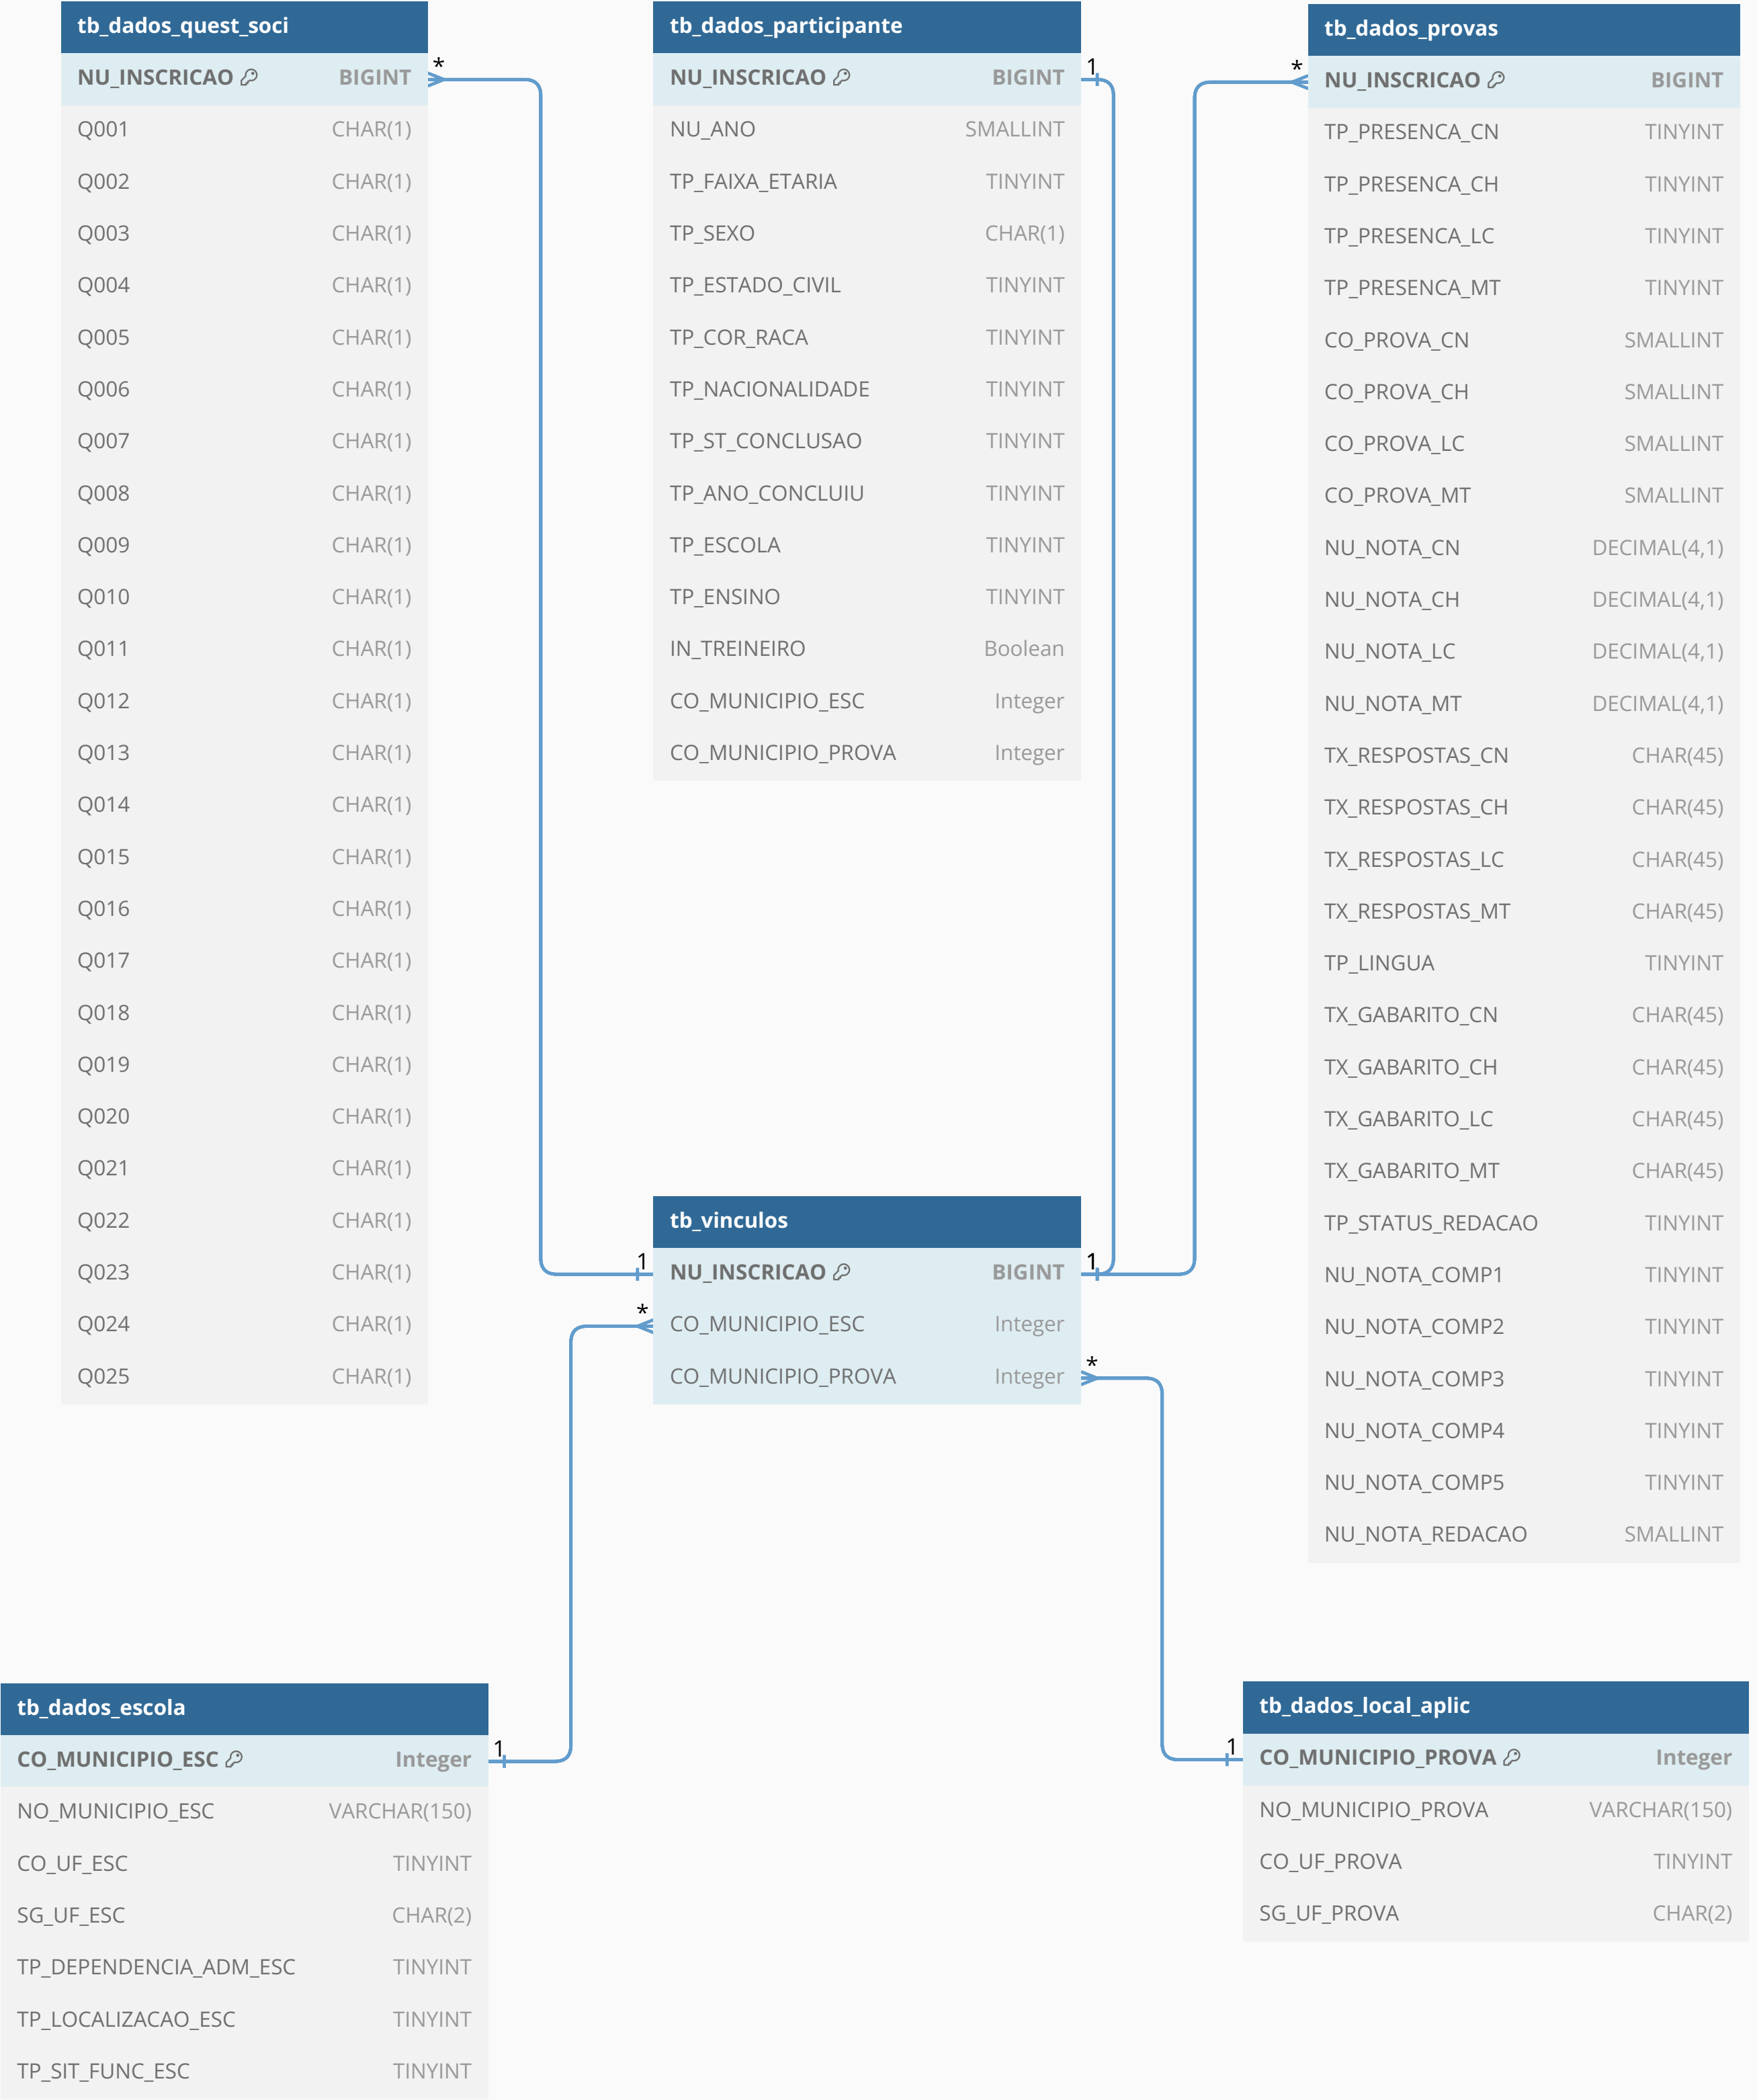 tb_dados_quest_soci
NU_INSCRICAO BIGINT
Q001 CHAR(1)
Q002 CHAR(1)
Q003 CHAR(1)
Q004 CHAR(1)
Q005 CHAR(1)
Q006 CHAR(1)
Q007 CHAR(1)
Q008 CHAR(1)
Q009 CHAR(1)
Q010 CHAR(1)
Q011 CHAR(1)
Q012 CHAR(1)
Q013 CHAR(1)
Q014 CHAR(1)
Q015 CHAR(1)
Q016 CHAR(1)
Q017 CHAR(1)
Q018 CHAR(1)
Q019 CHAR(1)
Q020 CHAR(1)
Q021 CHAR(1)
Q022 CHAR(1)
Q023 CHAR(1)
Q024 CHAR(1)
Q025 CHAR(1)
*
tb_dados_participante
NU_INSCRICAO BIGINT
NU_ANO SMALLINT
TP_FAIXA_ETARIA TINYINT
TP_SEXO CHAR(1)
TP_ESTADO_CIVIL TINYINT
TP_COR_RACA TINYINT
TP_NACIONALIDADE TINYINT
TP_ST_CONCLUSAO TINYINT
TP_ANO_CONCLUIU TINYINT
TP_ESCOLA TINYINT
TP_ENSINO TINYINT
IN_TREINEIRO Boolean
CO_MUNICIPIO_ESC Integer
CO_MUNICIPIO_PROVA Integer
1
tb_dados_provas
*
NU_INSCRICAO BIGINT
TP_PRESENCA_CN TINYINT
TP_PRESENCA_CH TINYINT
TP_PRESENCA_LC TINYINT
TP_PRESENCA_MT TINYINT
CO_PROVA_CN SMALLINT
CO_PROVA_CH SMALLINT
CO_PROVA_LC SMALLINT
CO_PROVA_MT SMALLINT
NU_NOTA_CN DECIMAL(4,1)
NU_NOTA_CH DECIMAL(4,1)
NU_NOTA_LC DECIMAL(4,1)
NU_NOTA_MT DECIMAL(4,1)
TX_RESPOSTAS_CN CHAR(45)
TX_RESPOSTAS_CH CHAR(45)
TX_RESPOSTAS_LC CHAR(45)
TX_RESPOSTAS_MT CHAR(45)
TP_LINGUA TINYINT
TX_GABARITO_CN CHAR(45)
TX_GABARITO_CH CHAR(45)
TX_GABARITO_LC CHAR(45)
TX_GABARITO_MT CHAR(45)
TP_STATUS_REDACAO TINYINT
NU_NOTA_COMP1 TINYINT
NU_NOTA_COMP2 TINYINT
NU_NOTA_COMP3 TINYINT
NU_NOTA_COMP4 TINYINT
NU_NOTA_COMP5 TINYINT
NU_NOTA_REDACAO SMALLINT
tb_vinculos
1 NU_INSCRICAO BIGINT 1
* CO_MUNICIPIO_ESC Integer
CO_MUNICIPIO_PROVA Integer *
tb_dados_escola
CO_MUNICIPIO_ESC Integer 1
NO_MUNICIPIO_ESC VARCHAR(150)
CO_UF_ESC TINYINT
SG_UF_ESC CHAR(2)
TP_DEPENDENCIA_ADM_ESC TINYINT
TP_LOCALIZACAO_ESC TINYINT
TP_SIT_FUNC_ESC TINYINT
tb_dados_local_aplic
1 CO_MUNICIPIO_PROVA Integer
NO_MUNICIPIO_PROVA VARCHAR(150)
CO_UF_PROVA TINYINT
SG_UF_PROVA CHAR(2)